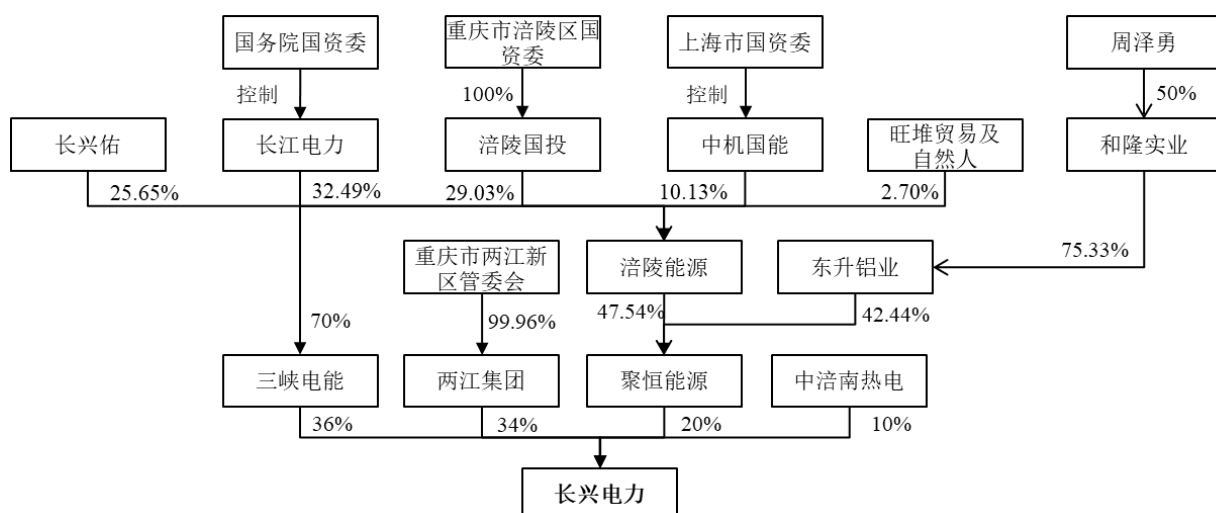 国务院国资委
重庆市涪陵区国
资委
上海市国资委
周泽勇
控制
100%
控制
50%
长兴佑
长江电力
涪陵国投
中机国能
旺堆贸易及
自然人
和隆实业
25.65%
32.49%
29.03%
10.13%
2.70%
重庆市两江新
区管委会
涪陵能源
东升铝业
75.33%
70%
99.96%
47.54%
42.44%
三峡电能
两江集团
聚恒能源
中涪南热电
36%
34%
20%
10%
长兴电力